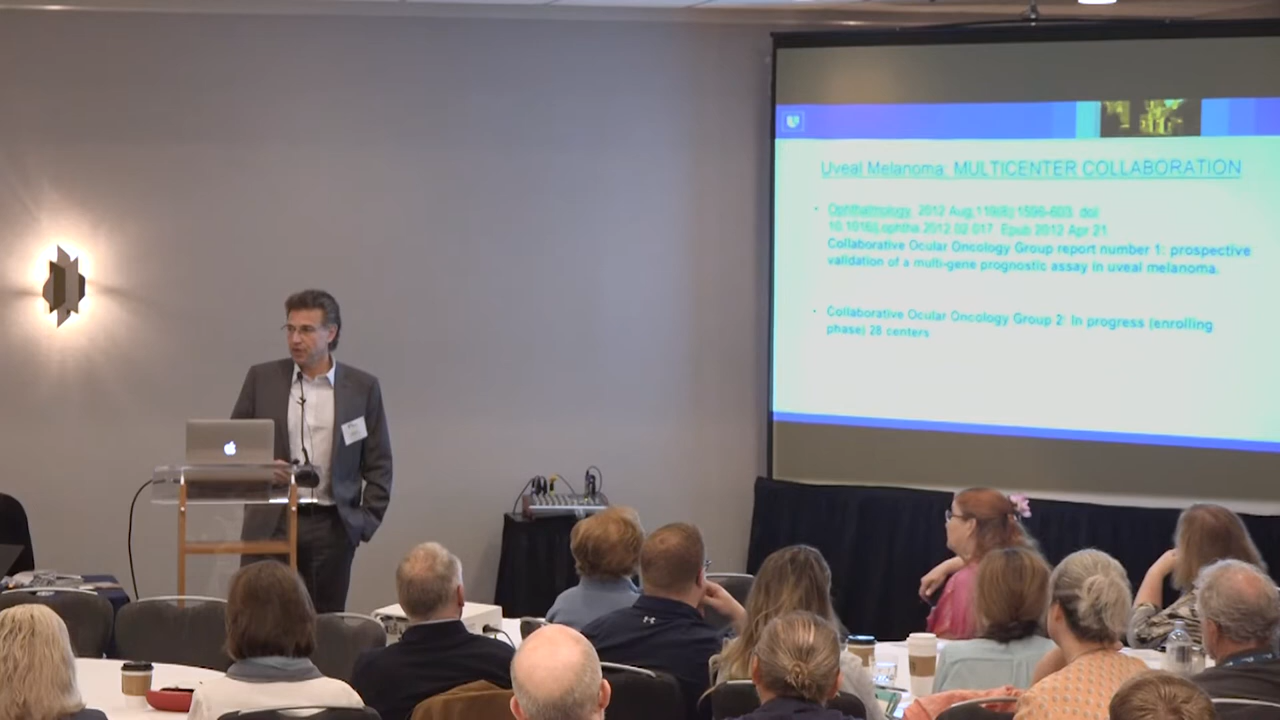 Uveal Melanoma: MULTICENTER COLLABORATION
Ophthalmology. 2012 Aug;119(8):1596-603. doi:
10.1016/j.ophtha.2012.02.017. Epub 2012 Apr 21
Collaborative Ocular Oncology Group report number 1: prospective
validation of a multi-gene prognostic assay in uveal melanoma.
Collaborative Ocular Oncology Group 2: In progress (enrolling
phase) 28 centers